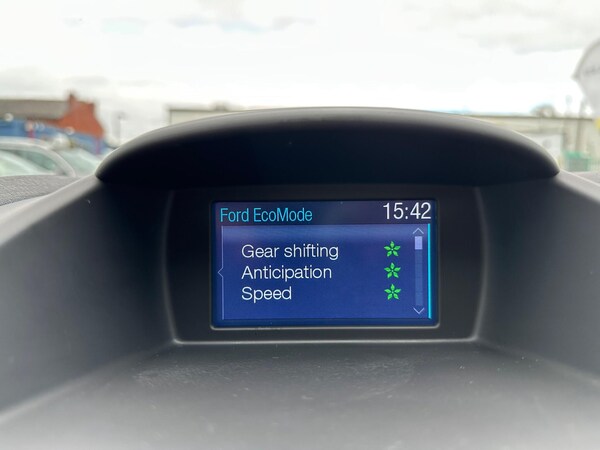 Ford EcoMode 15:42
Gear shifting
Anticipation
Speed